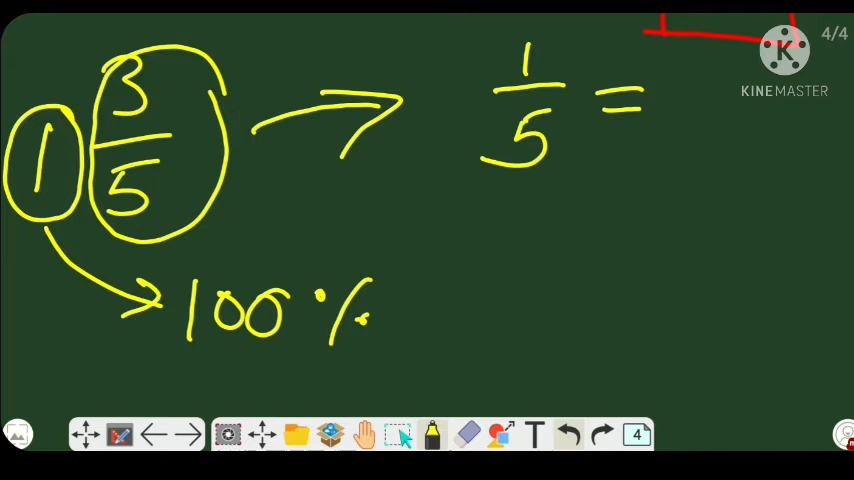 4/4
K
KINEMASTER
1 3/5 → 1/5 =
→ 100%
T
4